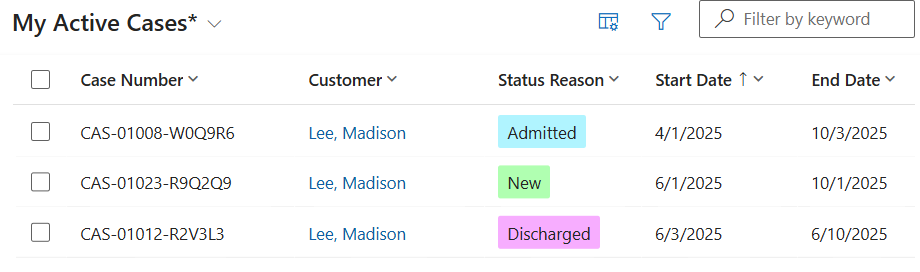 My Active Cases*
Filter by keyword
Case Number Customer Status Reason Start Date ↑ End Date
CAS-01008-W0Q9R6 Lee, Madison Admitted 4/1/2025 10/3/2025
CAS-01023-R9Q2Q9 Lee, Madison New 6/1/2025 10/1/2025
CAS-01012-R2V3L3 Lee, Madison Discharged 6/3/2025 6/10/2025